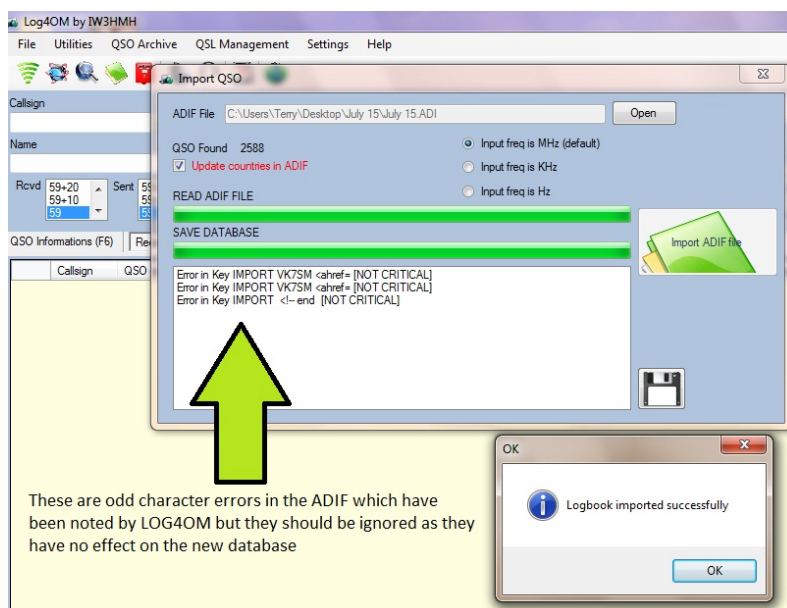 Log4OM by IW3HMH
File Utilities QSO Archive QSL Management Settings Help
Import QSO
Callsign
ADIF File C:\Users\Terry\Desktop\July 15\July 15.ADI Open
Name
QSO Found 2588
Input freq is MHz (default)
Update countries in ADIF
Input freq is KHz
Rcvd 59+20 Sent 59
59+10 59
59 59
READ ADIF FILE
Input freq is Hz
SAVE DATABASE
Import ADIF file
QSO Informations (F6) Re
Callsign QSO
Error in Key IMPORT VK7SM <ahref= [NOT CRITICAL]
Error in Key IMPORT VK7SM <ahref= [NOT CRITICAL]
Error in Key IMPORT <!-- end [NOT CRITICAL]
OK
Logbook imported successfully
OK
These are odd character errors in the ADIF which have
been noted by LOG4OM but they should be ignored as they
have no effect on the new database